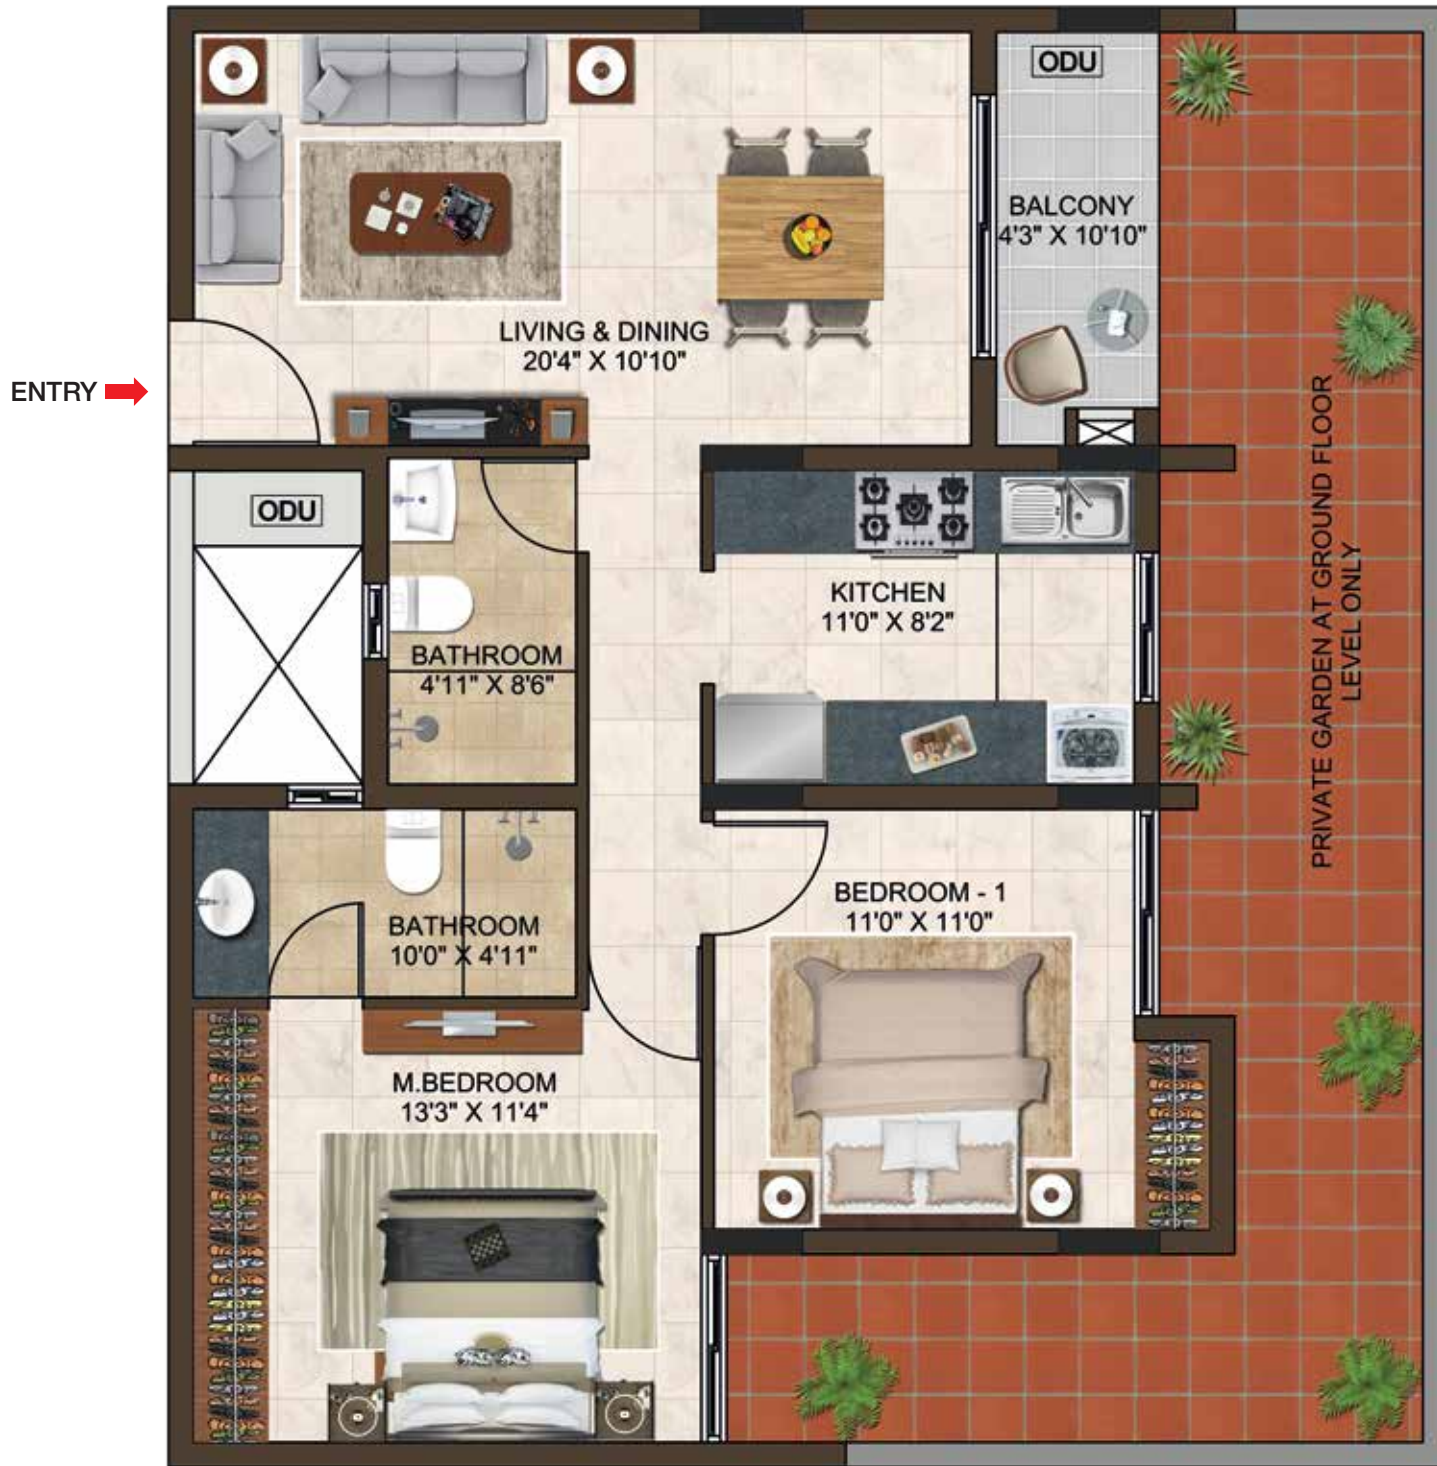 ODU
BALCONY
4'3" X 10'10"
LIVING & DINING
20'4" X 10'10"
ENTRY
ODU
KITCHEN
11'0" X 8'2"
BATHROOM
4'11" X 8'6"
PRIVATE GARDEN AT GROUND FLOOR
LEVEL ONLY
BEDROOM - 1
11'0" X 11'0"
BATHROOM
10'0" X 4'11"
M.BEDROOM
13'3" X 11'4"